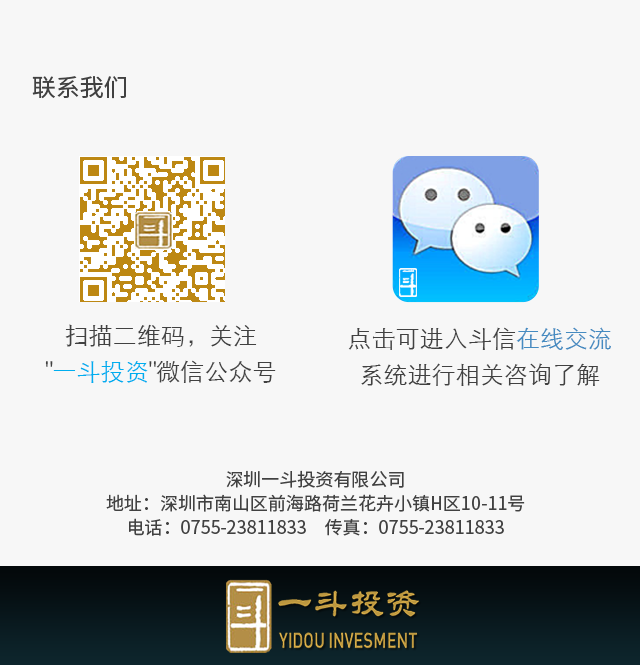 联系我们
斗
斗
扫描二维码，关注
"一斗投资"微信公众号
点击可进入斗信在线交流
系统进行相关咨询了解
深圳一斗投资有限公司
地址：深圳市南山区前海路荷兰花卉小镇H区10-11号
电话：0755-23811833 传真：0755-23811833
一斗
一斗投资
YIDOU INVESMENT